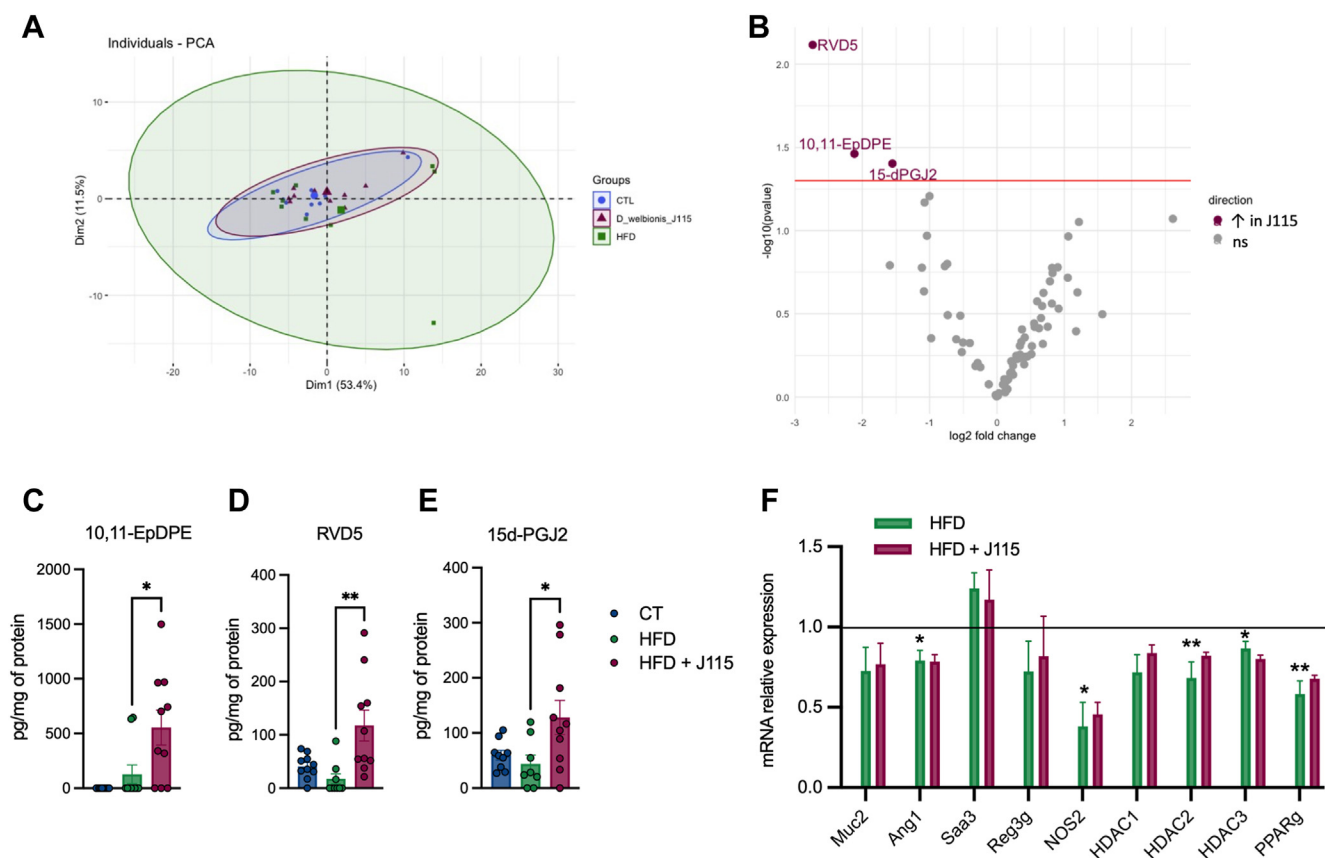 A
Individuals - PCA
10
0
-10
Dim2 (11.5%)
-20
-10
0
10
20
30
Dim1 (53.4%)
Groups
CTL
D_welbionis_J115
HFD
B
RVD5
10,11-EpDPE
15-dPGJ2
2.0
1.5
1.0
0.5
0.0
-log10(pvalue)
-3
-2
-1
0
1
2
log2 fold change
direction
↑ in J115
ns
C
10,11-EpDPE
2000
1500
1000
500
0
pg/mg of protein
*
D
RVD5
400
300
200
100
0
pg/mg of protein
**
E
15d-PGJ2
400
300
200
100
0
pg/mg of protein
*
CT
HFD
HFD + J115
F
HFD
HFD + J115
1.5
1.0
0.5
0.0
mRNA relative expression
*
*
**
*
**
Muc2
Ang1
Saa3
Reg3g
NOS2
HDAC1
HDAC2
HDAC3
PPARg